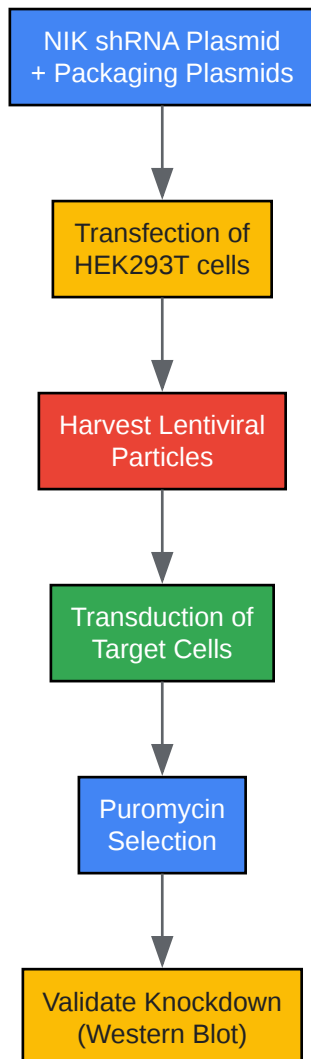 NIK shRNA Plasmid
+ Packaging Plasmids
Transfection of
HEK293T cells
Harvest Lentiviral
Particles
Transduction of
Target Cells
Puromycin
Selection
Validate Knockdown
(Western Blot)